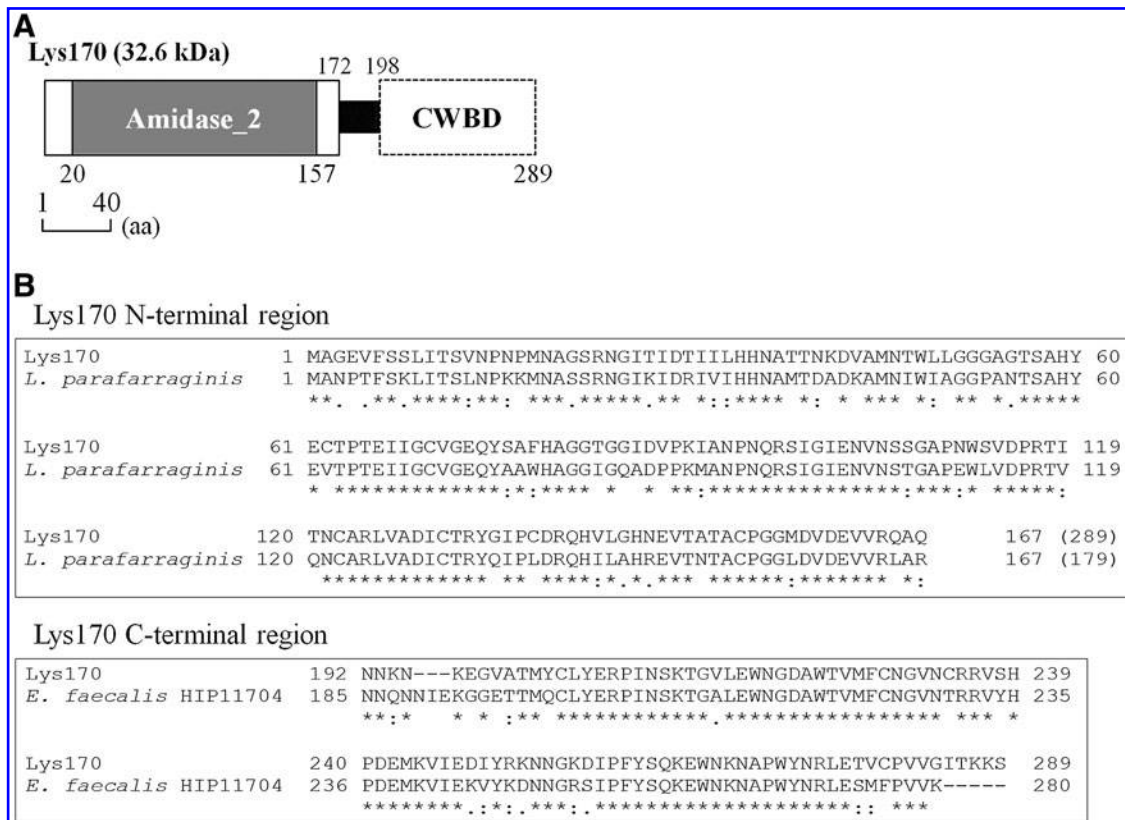 A
Lys170 (32.6 kDa)
172 198
Amidase_2
CWBD
20 157 289
1 40 (aa)
B
Lys170 N-terminal region
Lys170 1 MAGEVFSSLITSVNPNPMNAGSRNGITIDTIILHHNATTNKDVAMNTWLLGGGAGTSAHY 60
L. parafarraginis 1 MANPTFSKLITSLNPKKMNASSRNGIKIDRIVIHHNAMTDADKAMNIWIAGGPANTSAHY 60
**. .**.****:**: ***.*****.** *::**** *: * *** *: ** *.*****
Lys170 61 ECTPTEIIGCVGEQYSAFHAGGTGGIDVPKIANPNQRSIGIENVNSSGAPNWSVDPRTI 119
L. parafarraginis 61 EVTPTEIIGCVGEQYAAWHAGGIGQADPPKMANPNQRSIGIENVNSTGAPEWLVDPRTV 119
* *************:*:**** * * **:***************:***:* *****:
Lys170 120 TNCARLVADICTRYGIPCDRQHVLGHNEVTATACPGGMDVDEVVRQAQ 167 (289)
L. parafarraginis 120 QNCARLVADICTRYQIPLDRQHILAHREVTNTACPGGLDVDEVVRLAR 167 (179)
************* ** ****:*.*.*** ******:******* *:
Lys170 C-terminal region
Lys170 192 NNKN---KEGVATMYCLYERPINSKTGVLEWNGDAWTVMFCNGVNCRRVSH 239
E. faecalis HIP11704 185 NNQNNIEKGGETTMQCLYERPINSKTGALEWNGDAWTVMFCNGVNTRRVYH 235
**:* * * :** ************.***************** *** *
Lys170 240 PDEMKVIEDIYRKNNGKDIPFYSQKEWNKNAPWYNRLETVCPVVGITKKS 289
E. faecalis HIP11704 236 PDEMKVIEKVYKDNNGRSIPFYSQKEWNKNAPWYNRLESMFPVVK----- 280
********.:*:.***:.********************:: ***